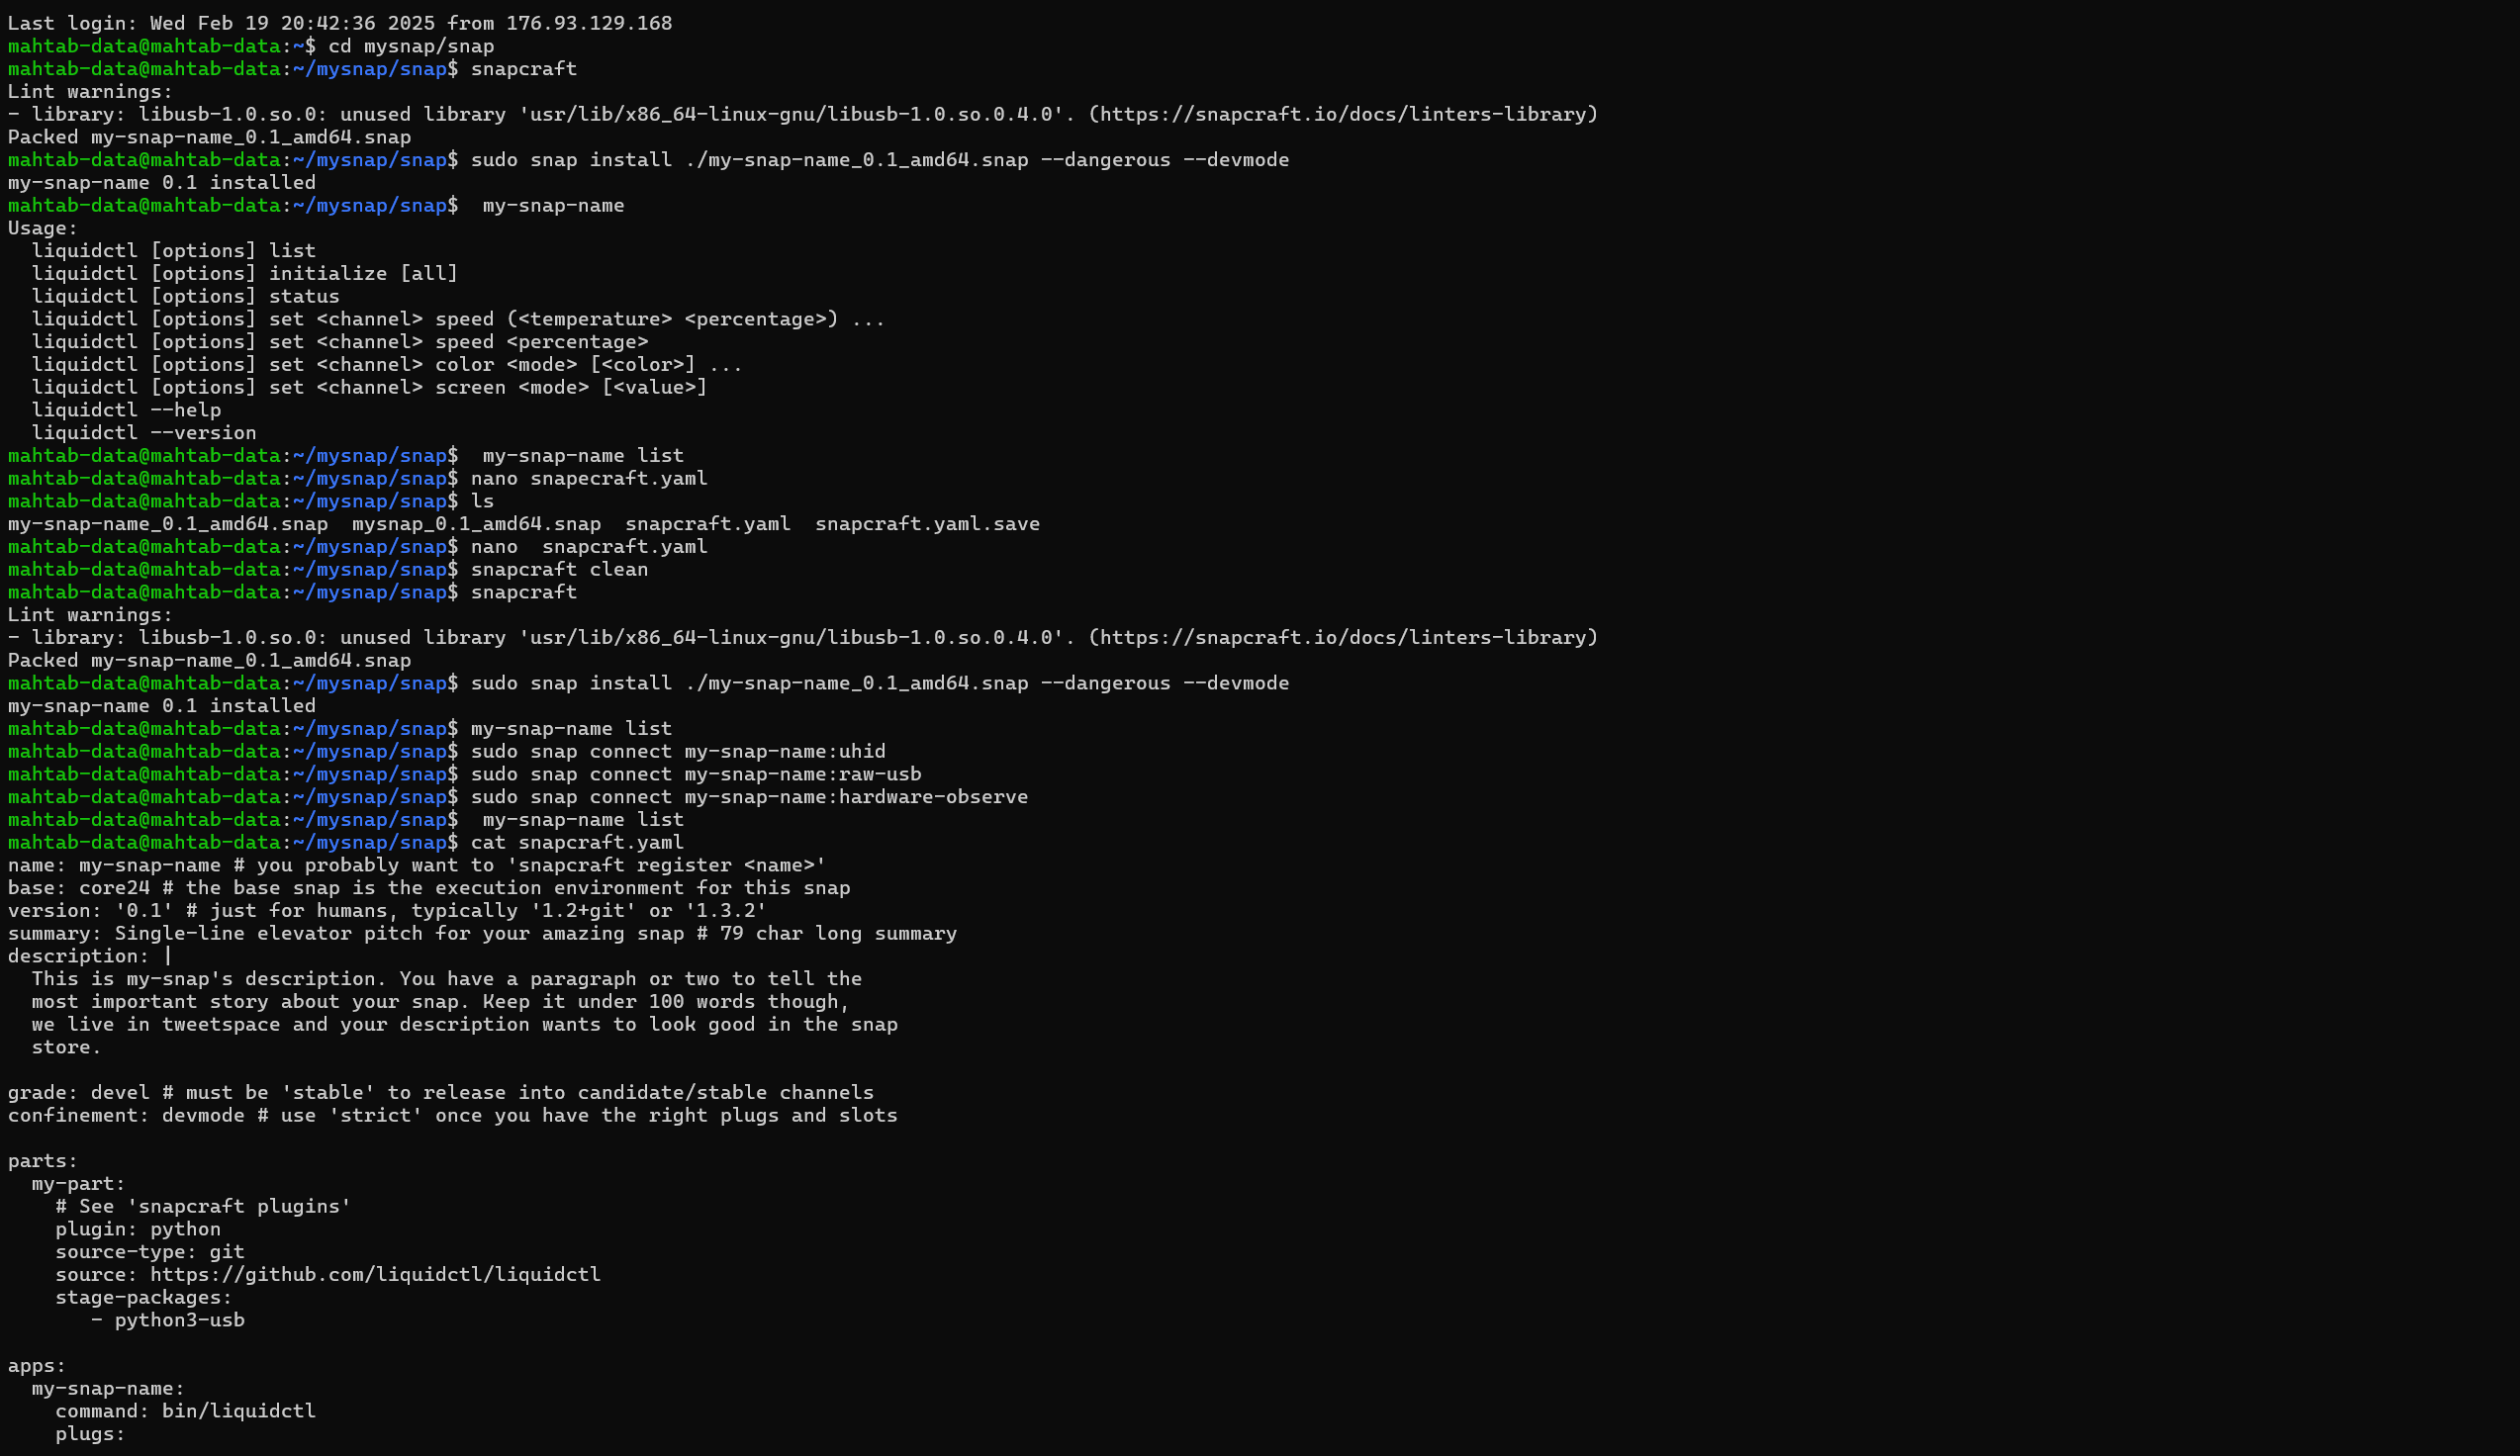 Last login: Wed Feb 19 20:42:36 2025 from 176.93.129.168
mahtab-data@mahtab-data:~$ cd mysnap/snap
mahtab-data@mahtab-data:~/mysnap/snap$ snapcraft
Lint warnings:
- library: libusb-1.0.so.0: unused library 'usr/lib/x86_64-linux-gnu/libusb-1.0.so.0.4.0'. (https://snapcraft.io/docs/linters-library)
Packed my-snap-name_0.1_amd64.snap
mahtab-data@mahtab-data:~/mysnap/snap$ sudo snap install ./my-snap-name_0.1_amd64.snap --dangerous --devmode
my-snap-name 0.1 installed
mahtab-data@mahtab-data:~/mysnap/snap$  my-snap-name
Usage:
  liquidctl [options] list
  liquidctl [options] initialize [all]
  liquidctl [options] status
  liquidctl [options] set <channel> speed (<temperature> <percentage>) ...
  liquidctl [options] set <channel> speed <percentage>
  liquidctl [options] set <channel> color <mode> [<color>] ...
  liquidctl [options] set <channel> screen <mode> [<value>]
  liquidctl --help
  liquidctl --version
mahtab-data@mahtab-data:~/mysnap/snap$  my-snap-name list
mahtab-data@mahtab-data:~/mysnap/snap$ nano snapecraft.yaml
mahtab-data@mahtab-data:~/mysnap/snap$ ls
my-snap-name_0.1_amd64.snap  mysnap_0.1_amd64.snap  snapcraft.yaml  snapcraft.yaml.save
mahtab-data@mahtab-data:~/mysnap/snap$ nano  snapcraft.yaml
mahtab-data@mahtab-data:~/mysnap/snap$ snapcraft clean
mahtab-data@mahtab-data:~/mysnap/snap$ snapcraft
Lint warnings:
- library: libusb-1.0.so.0: unused library 'usr/lib/x86_64-linux-gnu/libusb-1.0.so.0.4.0'. (https://snapcraft.io/docs/linters-library)
Packed my-snap-name_0.1_amd64.snap
mahtab-data@mahtab-data:~/mysnap/snap$ sudo snap install ./my-snap-name_0.1_amd64.snap --dangerous --devmode
my-snap-name 0.1 installed
mahtab-data@mahtab-data:~/mysnap/snap$ my-snap-name list
mahtab-data@mahtab-data:~/mysnap/snap$ sudo snap connect my-snap-name:uhid
mahtab-data@mahtab-data:~/mysnap/snap$ sudo snap connect my-snap-name:raw-usb
mahtab-data@mahtab-data:~/mysnap/snap$ sudo snap connect my-snap-name:hardware-observe
mahtab-data@mahtab-data:~/mysnap/snap$  my-snap-name list
mahtab-data@mahtab-data:~/mysnap/snap$ cat snapcraft.yaml
name: my-snap-name # you probably want to 'snapcraft register <name>'
base: core24 # the base snap is the execution environment for this snap
version: '0.1' # just for humans, typically '1.2+git' or '1.3.2'
summary: Single-line elevator pitch for your amazing snap # 79 char long summary
description: |
  This is my-snap's description. You have a paragraph or two to tell the
  most important story about your snap. Keep it under 100 words though,
  we live in tweetspace and your description wants to look good in the snap
  store.

grade: devel # must be 'stable' to release into candidate/stable channels
confinement: devmode # use 'strict' once you have the right plugs and slots

parts:
  my-part:
    # See 'snapcraft plugins'
    plugin: python
    source-type: git
    source: https://github.com/liquidctl/liquidctl
    stage-packages:
       - python3-usb

apps:
  my-snap-name:
    command: bin/liquidctl
    plugs: